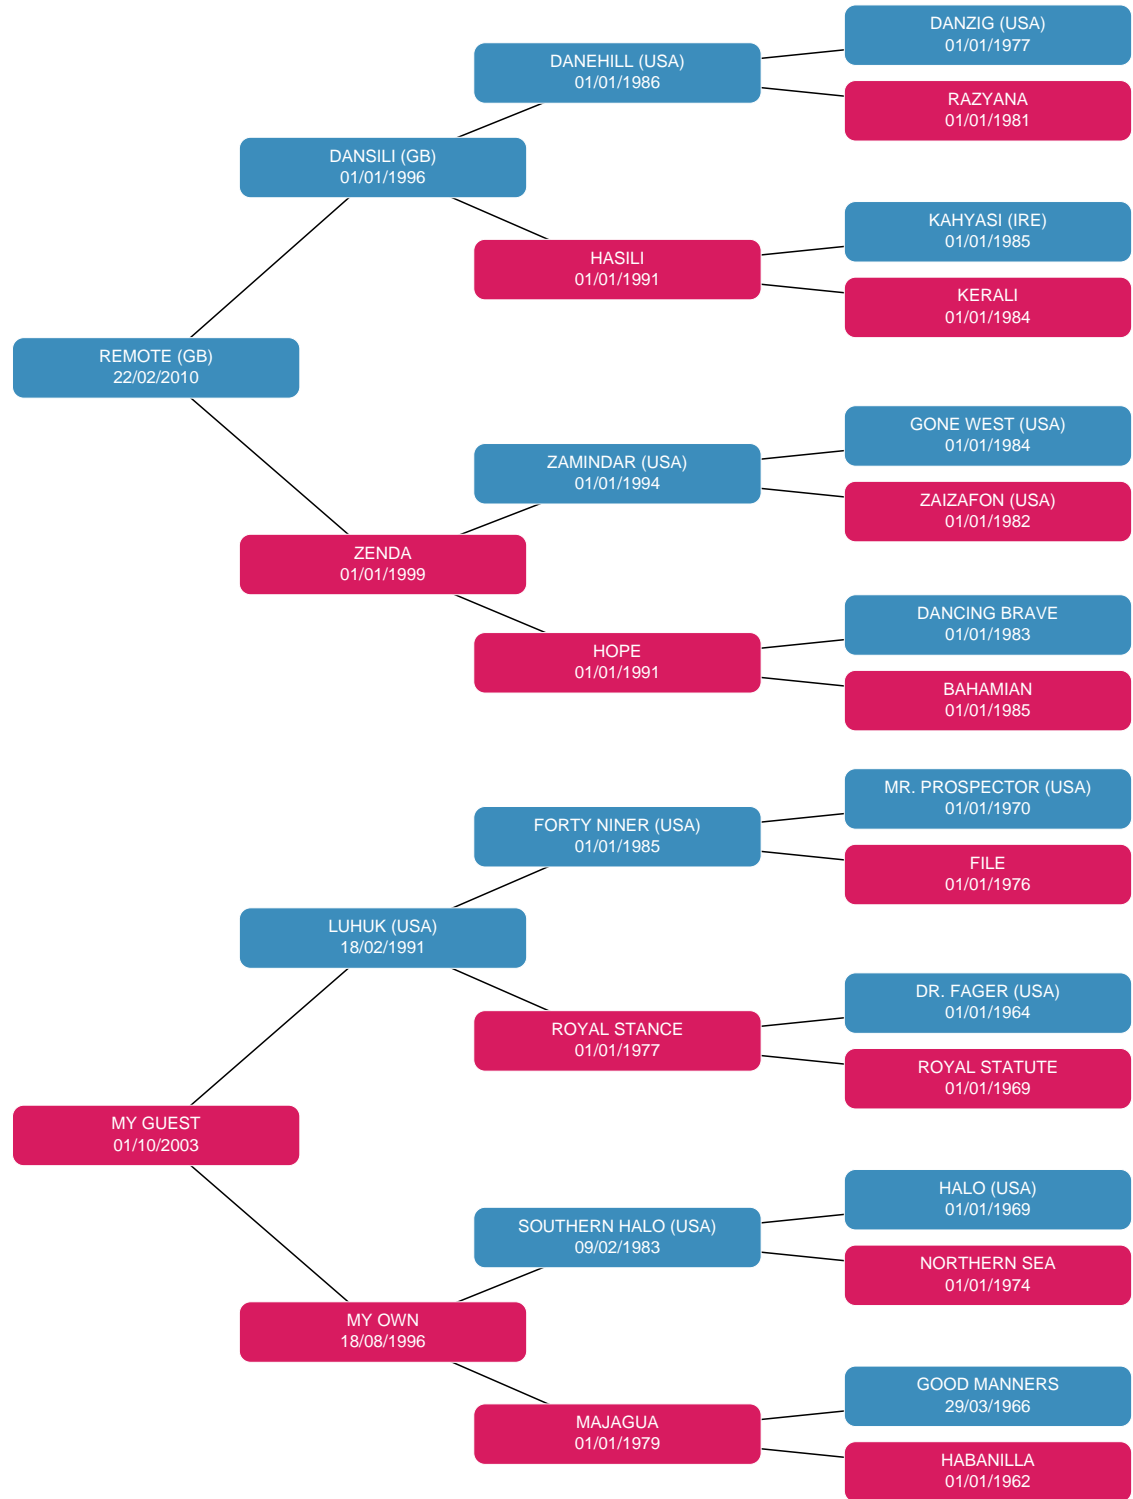 DANZIG (USA)
01/01/1977
DANEHILL (USA)
01/01/1986
RAZYANA
01/01/1981
DANSILI (GB)
01/01/1996
KAHYASI (IRE)
01/01/1985
HASILI
01/01/1991
KERALI
01/01/1984
REMOTE (GB)
22/02/2010
GONE WEST (USA)
01/01/1984
ZAMINDAR (USA)
01/01/1994
ZAIZAFON (USA)
01/01/1982
ZENDA
01/01/1999
DANCING BRAVE
01/01/1983
HOPE
01/01/1991
BAHAMIAN
01/01/1985
MR. PROSPECTOR (USA)
01/01/1970
FORTY NINER (USA)
01/01/1985
FILE
01/01/1976
LUHUK (USA)
18/02/1991
DR. FAGER (USA)
01/01/1964
ROYAL STANCE
01/01/1977
ROYAL STATUTE
01/01/1969
MY GUEST
01/10/2003
HALO (USA)
01/01/1969
SOUTHERN HALO (USA)
09/02/1983
NORTHERN SEA
01/01/1974
MY OWN
18/08/1996
GOOD MANNERS
29/03/1966
MAJAGUA
01/01/1979
HABANILLA
01/01/1962